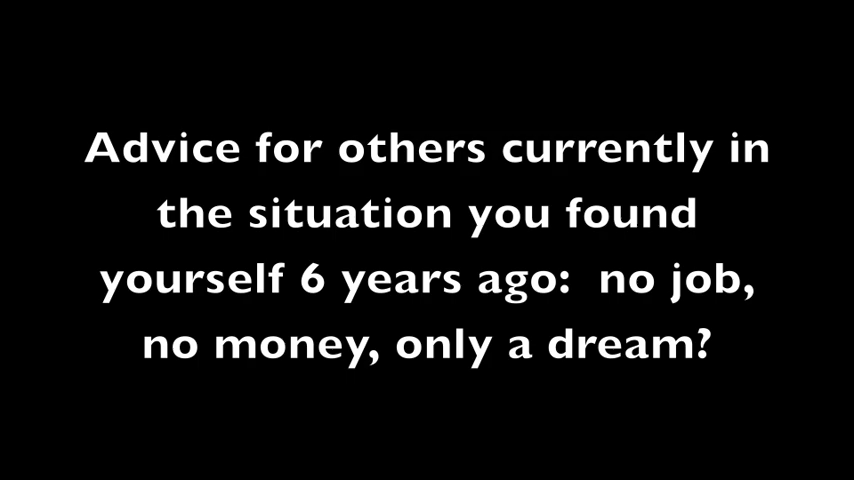 Advice for others currently in
the situation you found
yourself 6 years ago:  no job,
no money, only a dream?